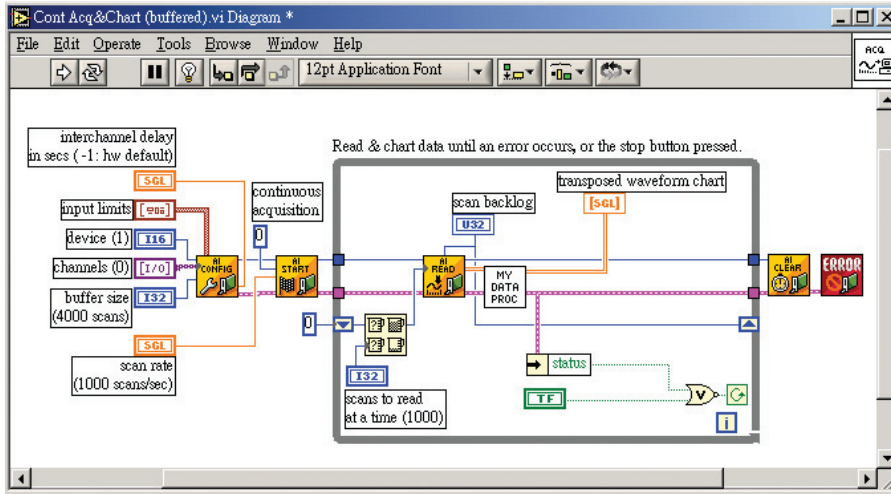 Cont Acq&Chart (buffered).vi Diagram *
File Edit Operate Tools Browse Window Help
12pt Application Font
ACQ
interchannel delay
in secs (-1: hw default)
SGL
input limits
device (1) I16
channels (0) [I/O]
buffer size
(4000 scans)
I32
SGL
scan rate
(1000 scans/sec)
AI
CONFIG
continuous
acquisition
0
AI
START
Read & chart data until an error occurs, or the stop button pressed.
scan backlog
U32
transposed waveform chart
[SGL]
AI
READ
MY
DATA
PROC
0
I32
scans to read
at a time (1000)
status
TF
V
i
AI
CLEAR
ERROR